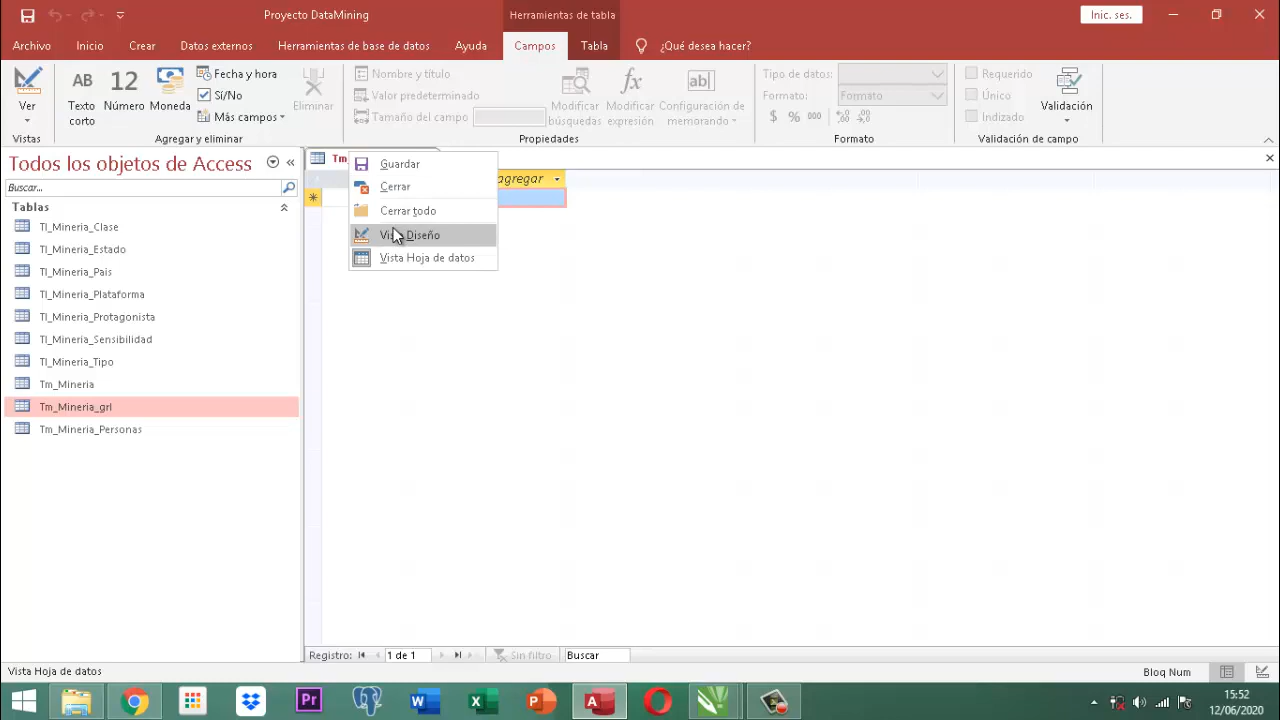 Proyecto DataMining
Herramientas de tabla
Inic. ses.
Archivo Inicio Crear Datos externos Herramientas de base de datos Ayuda Campos Tabla ¿Qué desea hacer?
Ver
Vistas
AB
Texto corto
12
Número
Moneda
Fecha y hora
Sí/No
Más campos
Eliminar
Agregar y eliminar
Nombre y título
Valor predeterminado
Tamaño del campo
Modificar búsquedas
fx
Modificar expresión
ab
Configuración de memorando
Propiedades
Tipo de datos:
Formato: Formato
$ % 000
Formato
Requerido
Único
Indizado
Validación
Validación de campo
Todos los objetos de Access
Buscar...
Tablas
Tl_Mineria_Clase
Tl_Mineria_Estado
Tl_Mineria_Pais
Tl_Mineria_Plataforma
Tl_Mineria_Protagonista
Tl_Mineria_Sensibilidad
Tl_Mineria_Tipo
Tm_Mineria
Tm_Mineria_grl
Tm_Mineria_Personas
agregar
Guardar
Cerrar
Cerrar todo
Vista Diseño
Vista Hoja de datos
Registro: 1 de 1 Sin filtro Buscar
Vista Hoja de datos
Bloq Num
15:52
12/06/2020